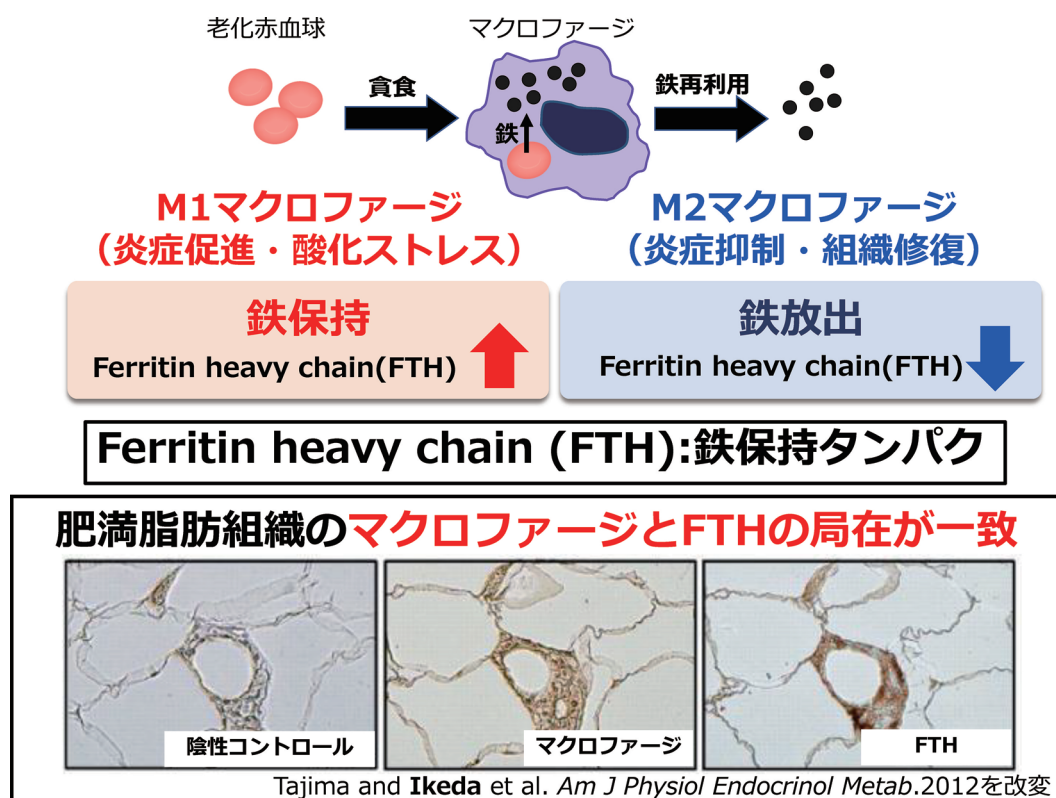 老化赤血球
マクロファージ
貪食
鉄
鉄再利用
M1マクロファージ
（炎症促進・酸化ストレス）
M2マクロファージ
（炎症抑制・組織修復）
鉄保持
Ferritin heavy chain(FTH)
鉄放出
Ferritin heavy chain(FTH)
Ferritin heavy chain (FTH):鉄保持タンパク
肥満脂肪組織のマクロファージとFTHの局在が一致
陰性コントロール
マクロファージ
FTH
Tajima and Ikeda et al. Am J Physiol Endocrinol Metab.2012を改変